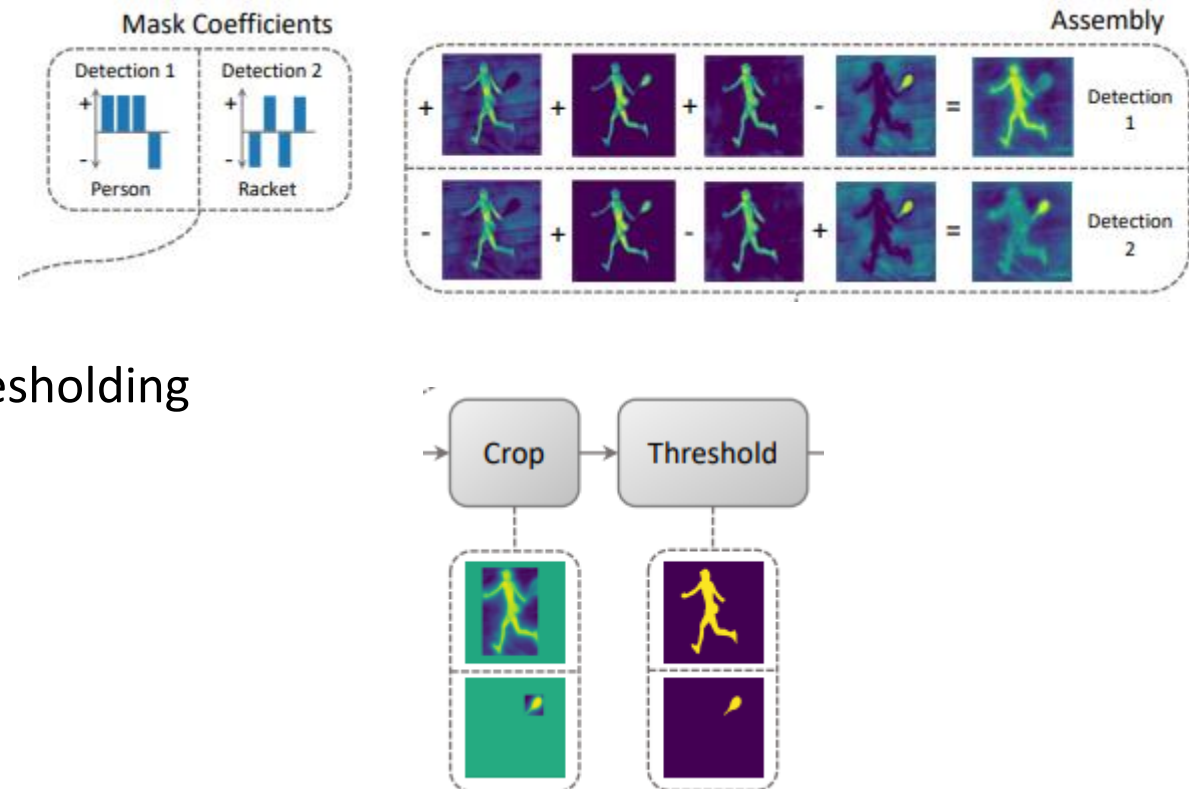 Mask Coefficients
Detection 1
Detection 2
+
-
+
-
Person
Racket
Assembly
+ + + - =
Detection
1
- + - + =
Detection
2
esholding
Crop
Threshold